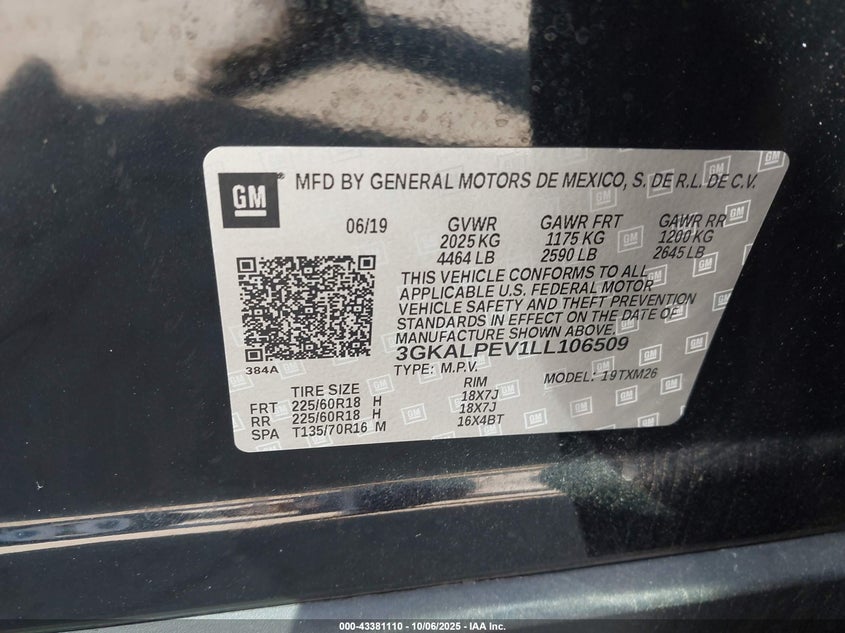 GM
MFD BY GENERAL MOTORS DE MEXICO, S. DE R.L. DE C.V.
06/19 GVWR GAWR FRT GAWR RR
2025 KG 1175 KG 1200 KG
4464 LB 2590 LB 2645 LB
THIS VEHICLE CONFORMS TO ALL
APPLICABLE U.S. FEDERAL MOTOR
VEHICLE SAFETY AND THEFT PREVENTION
STANDARDS IN EFFECT ON THE DATE OF
MANUFACTURE SHOWN ABOVE.
3GKALPEV1LL106509
384A
TYPE: M.P.V. MODEL: 19TXM26
TIRE SIZE RIM
FRT 225/60R18 H 18X7J
RR 225/60R18 H 18X7J
SPA T135/70R16 M 16X4BT
000-43381110 | 10/06/2025 - IAA Inc.